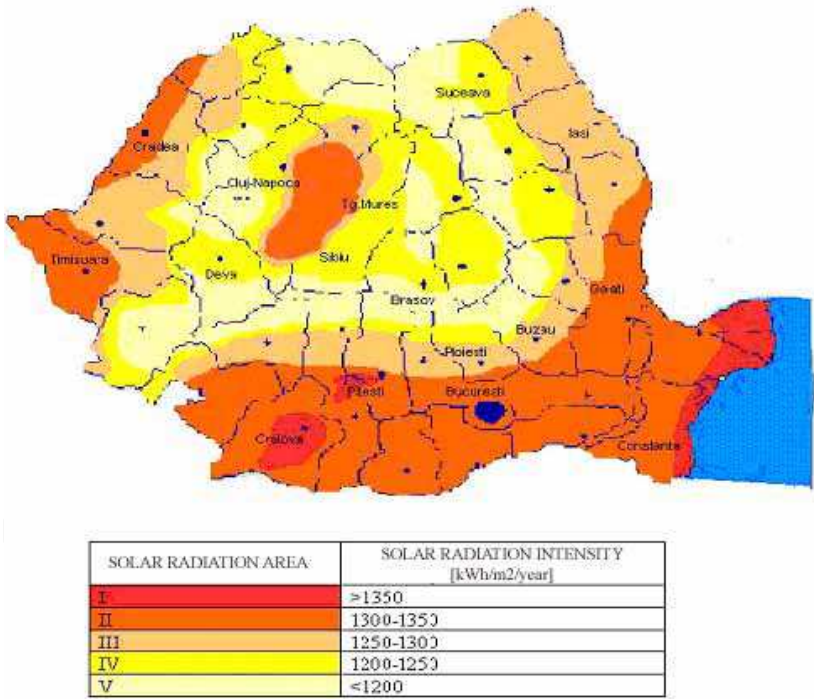 Suceava
Iasi
Oradea
Cluj-Napoca
Tg.Mures
Timisoara
Deva
Sibiu
Galati
Brasov
Buzau
Ploiesti
Pitesti
Bucuresti
Craiova
Constanta
SOLAR RADIATION AREA
SOLAR RADIATION INTENSITY
[kWh/m2/year]
I >1350
II 1300-1350
III 1250-1300
IV 1200-1250
V <1200